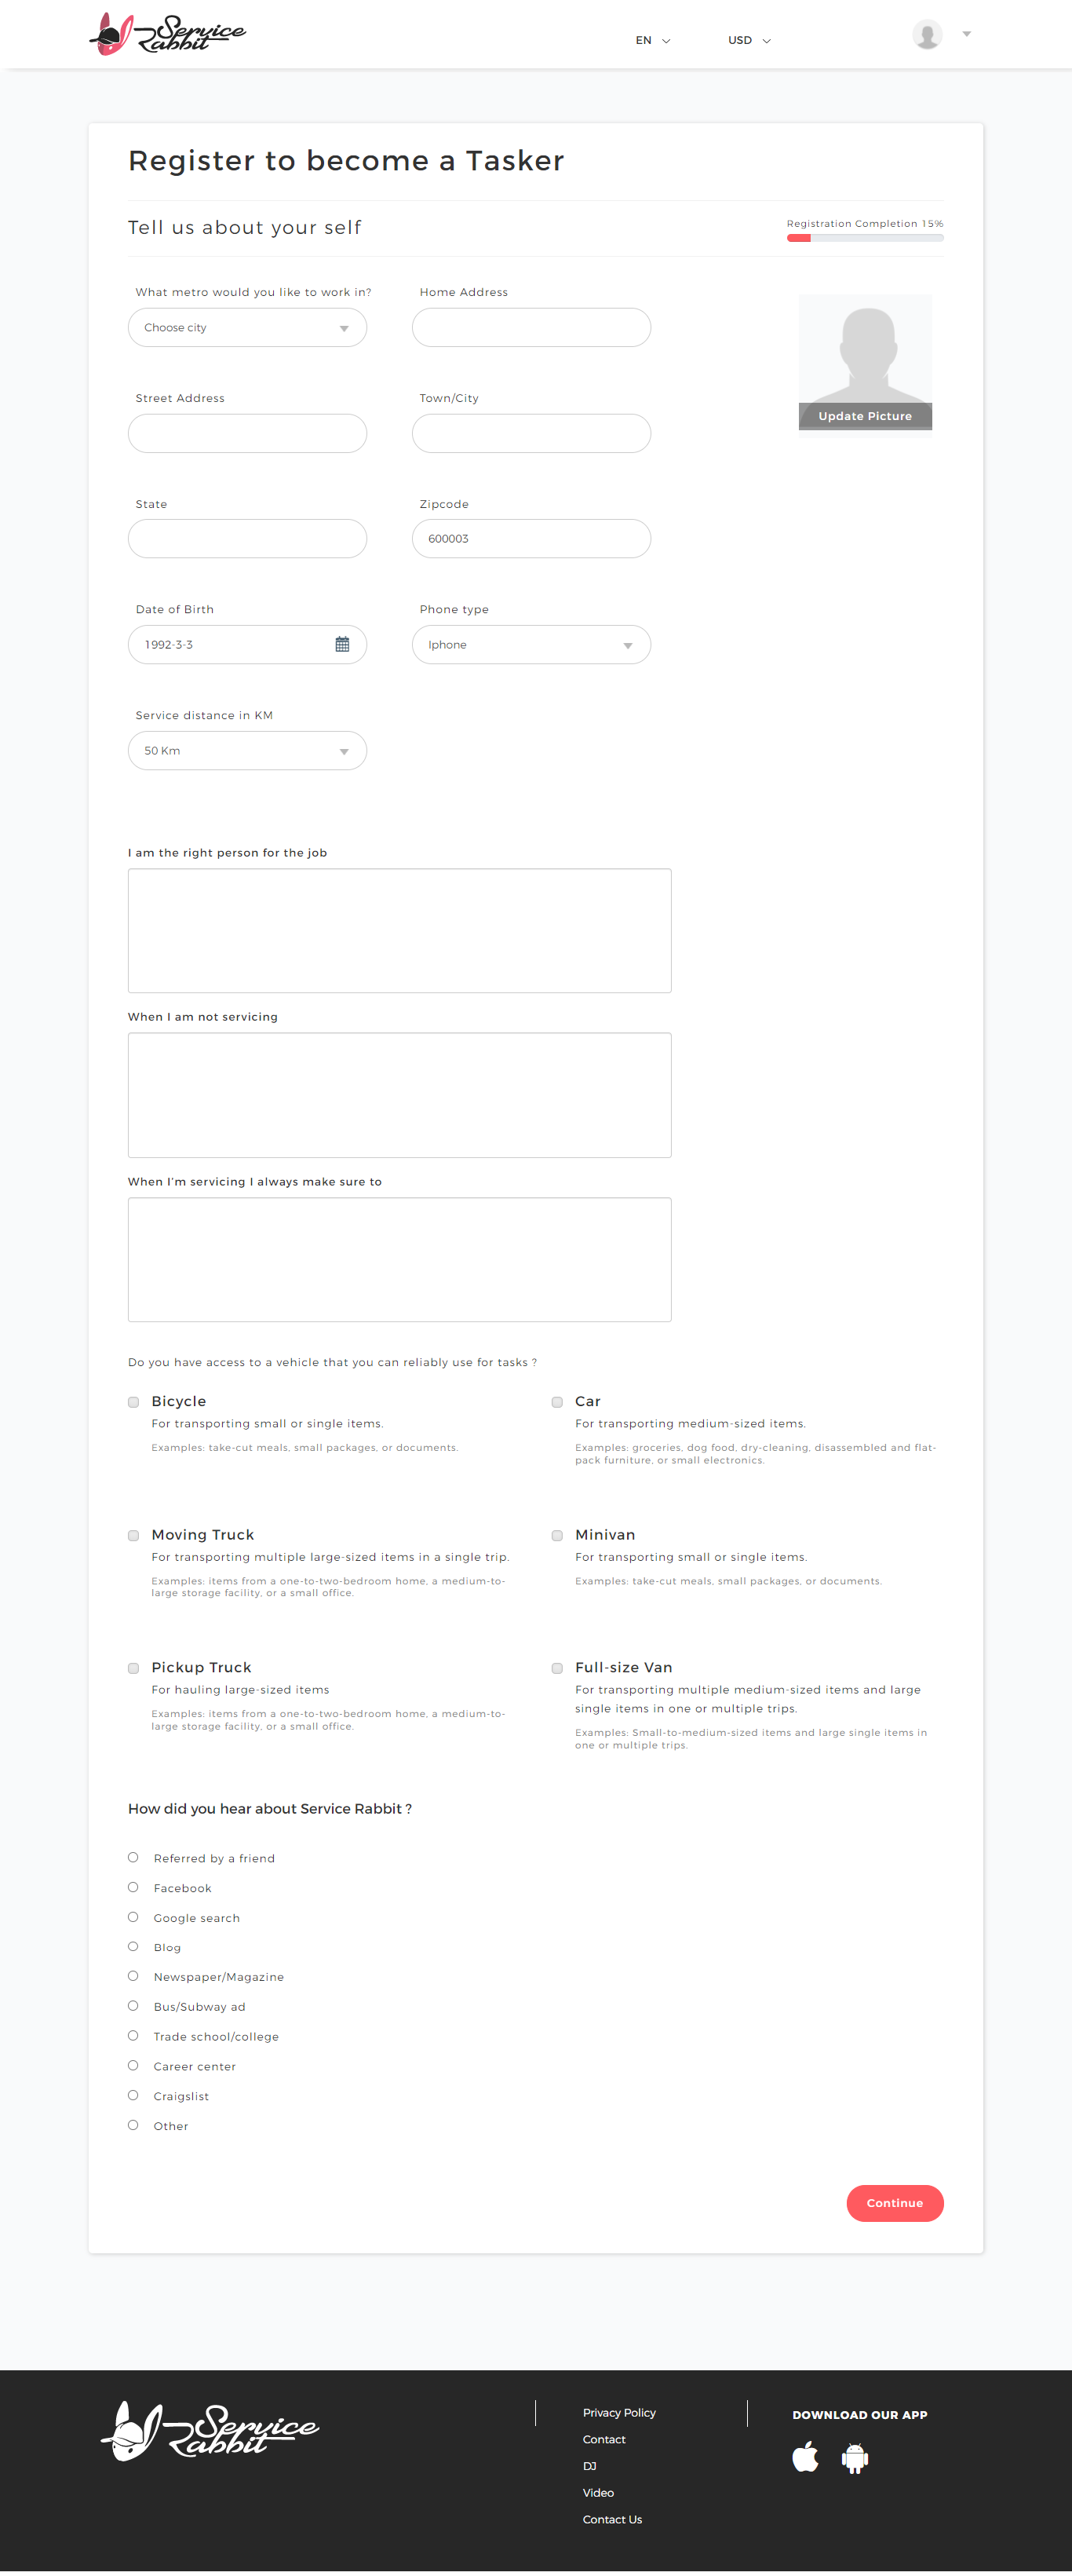 Service
Rabbit
EN
USD
Register to become a Tasker
Tell us about your self
Registration Completion 15%
What metro would you like to work in?
Home Address
Choose city
Update Picture
Street Address
Town/City
State
Zipcode
600003
Date of Birth
Phone type
1992-3-3
Iphone
Service distance in KM
50 Km
I am the right person for the job
When I am not servicing
When I'm servicing I always make sure to
Do you have access to a vehicle that you can reliably use for tasks ?
Bicycle
For transporting small or single items.
Examples: take-cut meals, small packages, or documents.
Car
For transporting medium-sized items.
Examples: groceries, dog food, dry-cleaning, disassembled and flat-
pack furniture, or small electronics.
Moving Truck
For transporting multiple large-sized items in a single trip.
Examples: items from a one-to-two-bedroom home, a medium-to-
large storage facility, or a small office.
Minivan
For transporting small or single items.
Examples: take-cut meals, small packages, or documents.
Pickup Truck
For hauling large-sized items
Examples: items from a one-to-two-bedroom home, a medium-to-
large storage facility, or a small office.
Full-size Van
For transporting multiple medium-sized items and large
single items in one or multiple trips.
Examples: Small-to-medium-sized items and large single items in
one or multiple trips.
How did you hear about Service Rabbit ?
Referred by a friend
Facebook
Google search
Blog
Newspaper/Magazine
Bus/Subway ad
Trade school/college
Career center
Craigslist
Other
Continue
Service
Rabbit
Privacy Policy
Contact
DJ
Video
Contact Us
DOWNLOAD OUR APP